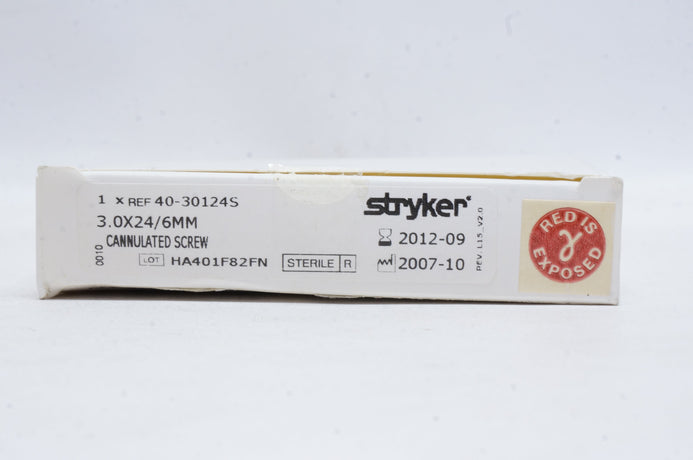 1 x REF 40-30124S
3.0X24/6MM
CANNULATED SCREW
0010
LOT HA401F82FN
STERILE R
stryker
2012-09
2007-10
REV. L15_V2.0
RED IS
γ
EXPOSED